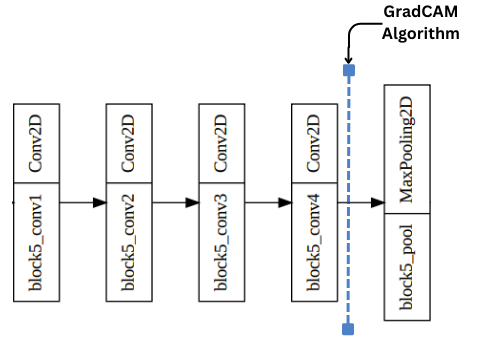 GradCAM
Algorithm
Conv2D
block5_conv1
Conv2D
block5_conv2
Conv2D
block5_conv3
Conv2D
block5_conv4
MaxPooling2D
block5_pool